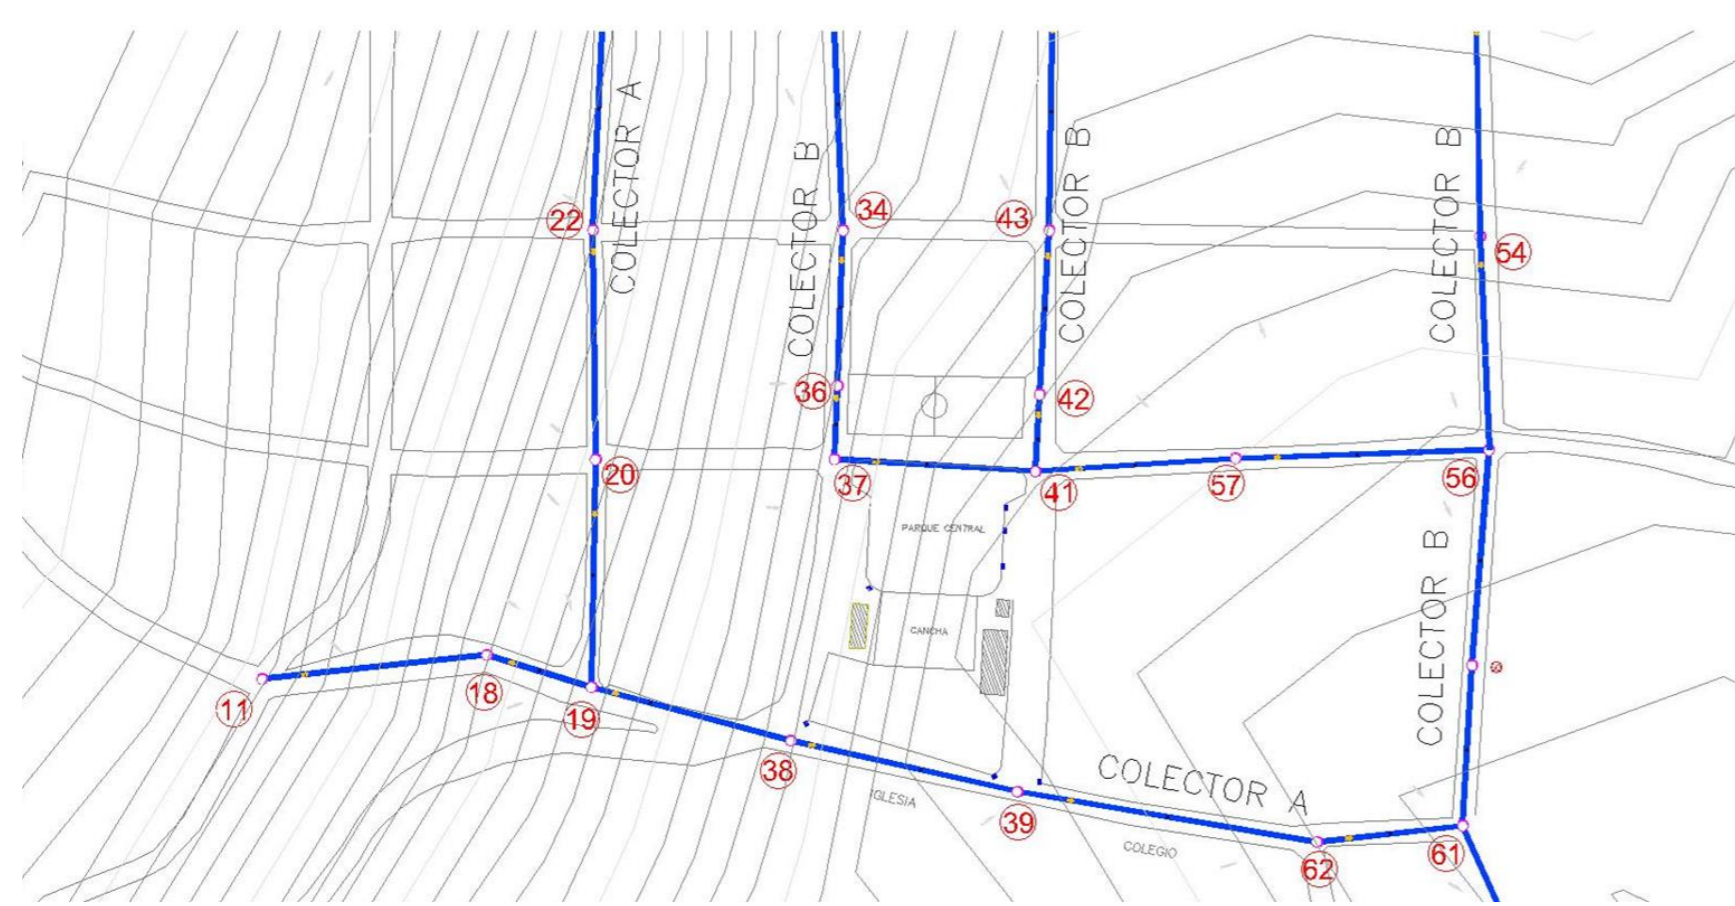 COLECTOR A
COLECTOR B
COLECTOR B
COLECTOR B
22
34
43
54
36
42
20
37
41
57
56
PARQUE CENTRAL
COLECTOR B
CANCHA
11
18
19
38
COLECTOR A
IGLESIA
39
COLEGIO
62
61